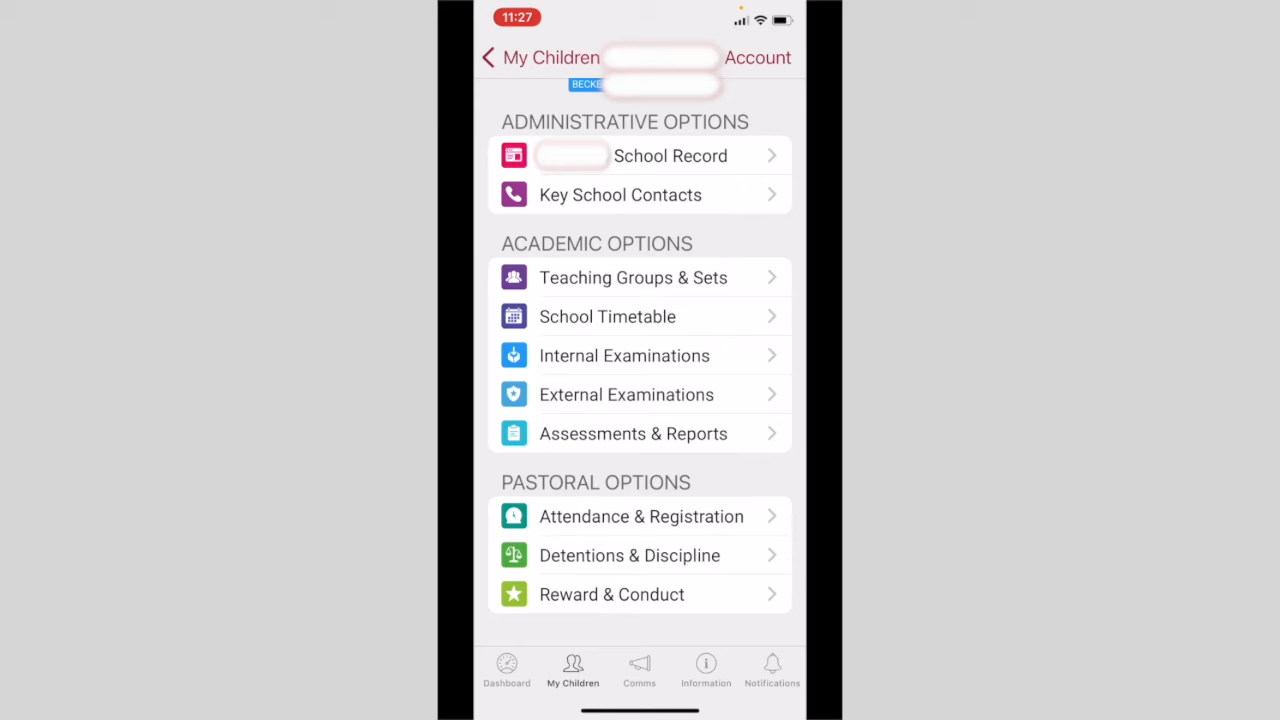 11:27
My Children Account
ADMINISTRATIVE OPTIONS
School Record
Key School Contacts
ACADEMIC OPTIONS
Teaching Groups & Sets
School Timetable
Internal Examinations
External Examinations
Assessments & Reports
PASTORAL OPTIONS
Attendance & Registration
Detentions & Discipline
Reward & Conduct
Dashboard My Children Comms Information Notifications